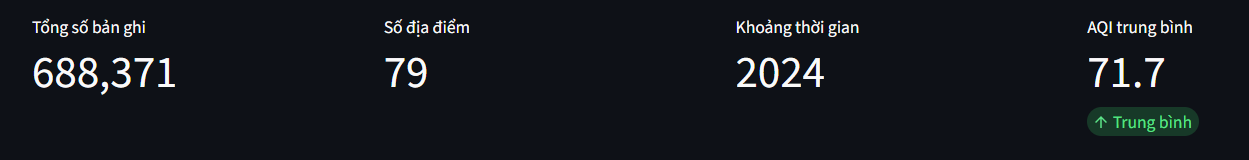 Tổng số bản ghi
688,371
Số địa điểm
79
Khoảng thời gian
2024
AQI trung bình
71.7
↑ Trung bình